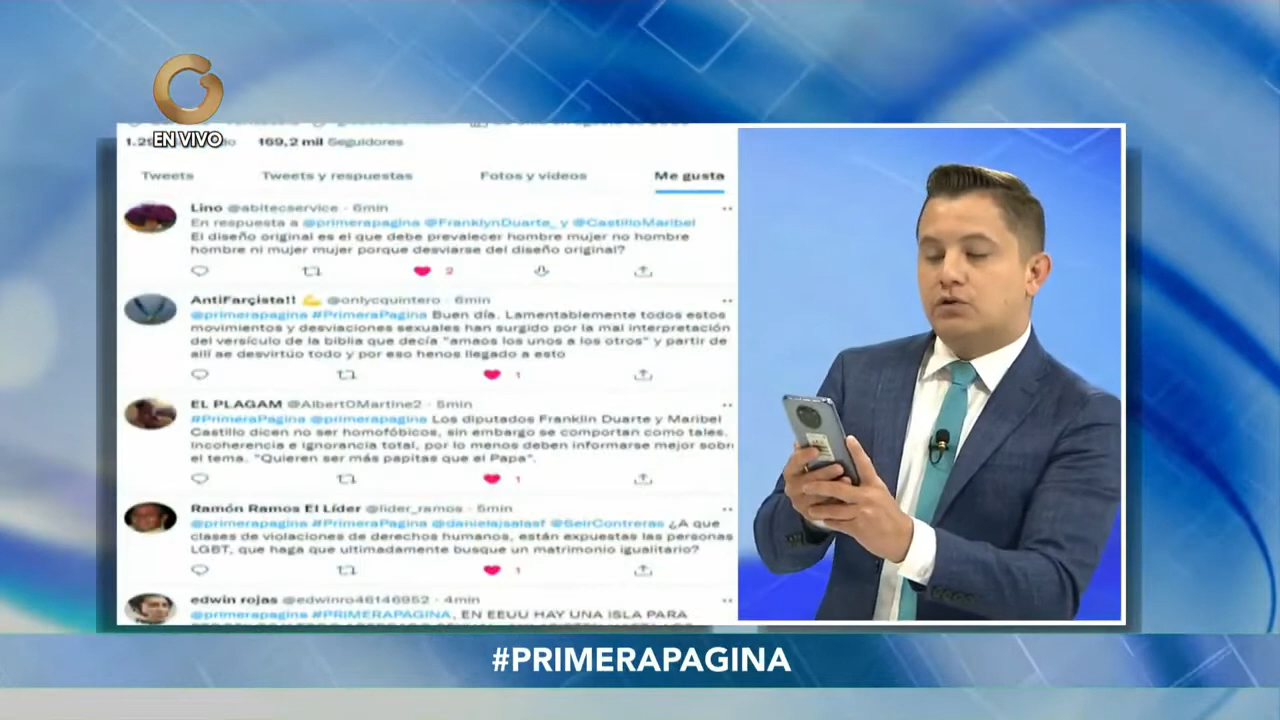 EN VIVO
169,2 mil Seguidores
Tweets Tweets y respuestas Fotos y videos Me gusta
Lino @abitecservice · 6min
En respuesta a @primerapagina @FranklynDuarte_ y @CastilloMaribel
El diseño original es el que debe prevalecer hombre mujer no hombre
hombre ni mujer mujer porque desviarse del diseño original?
2
AntiFarçista!! 💪 @onlycquintero · 6min
@primerapagina #PrimeraPagina Buen día. Lamentablemente todos estos
movimientos y desviaciones sexuales han surgido por la mal interpretación
del versículo de la biblia que decía "amaos los unos a los otros" y partir de
allí se desvirtúo todo y por eso henos llegado a esto
1
EL PLAGAM @AlbertOMartine2 · 5min
#PrimeraPagina @primerapagina Los diputados Franklin Duarte y Maribel
Castillo dicen no ser homofóbicos, sin embargo se comportan como tales.
Incoherencia e ignorancia total, por lo menos deben informarse mejor sobre
el tema. "Quieren ser más papitas que el Papa".
1
Ramón Ramos El Líder @lider_ramos · 5min
@primerapagina #PrimeraPagina @danielajsalasf @SeirContreras ¿A que
clases de violaciones de derechos humanos, están expuestas las personas
LGBT, que haga que ultimadamente busque un matrimonio igualitario?
1
edwin rojas @edwinro46146952 · 4min
@primerapagina #PRIMERAPAGINA, EN EEUU HAY UNA ISLA PARA
#PRIMERAPAGINA